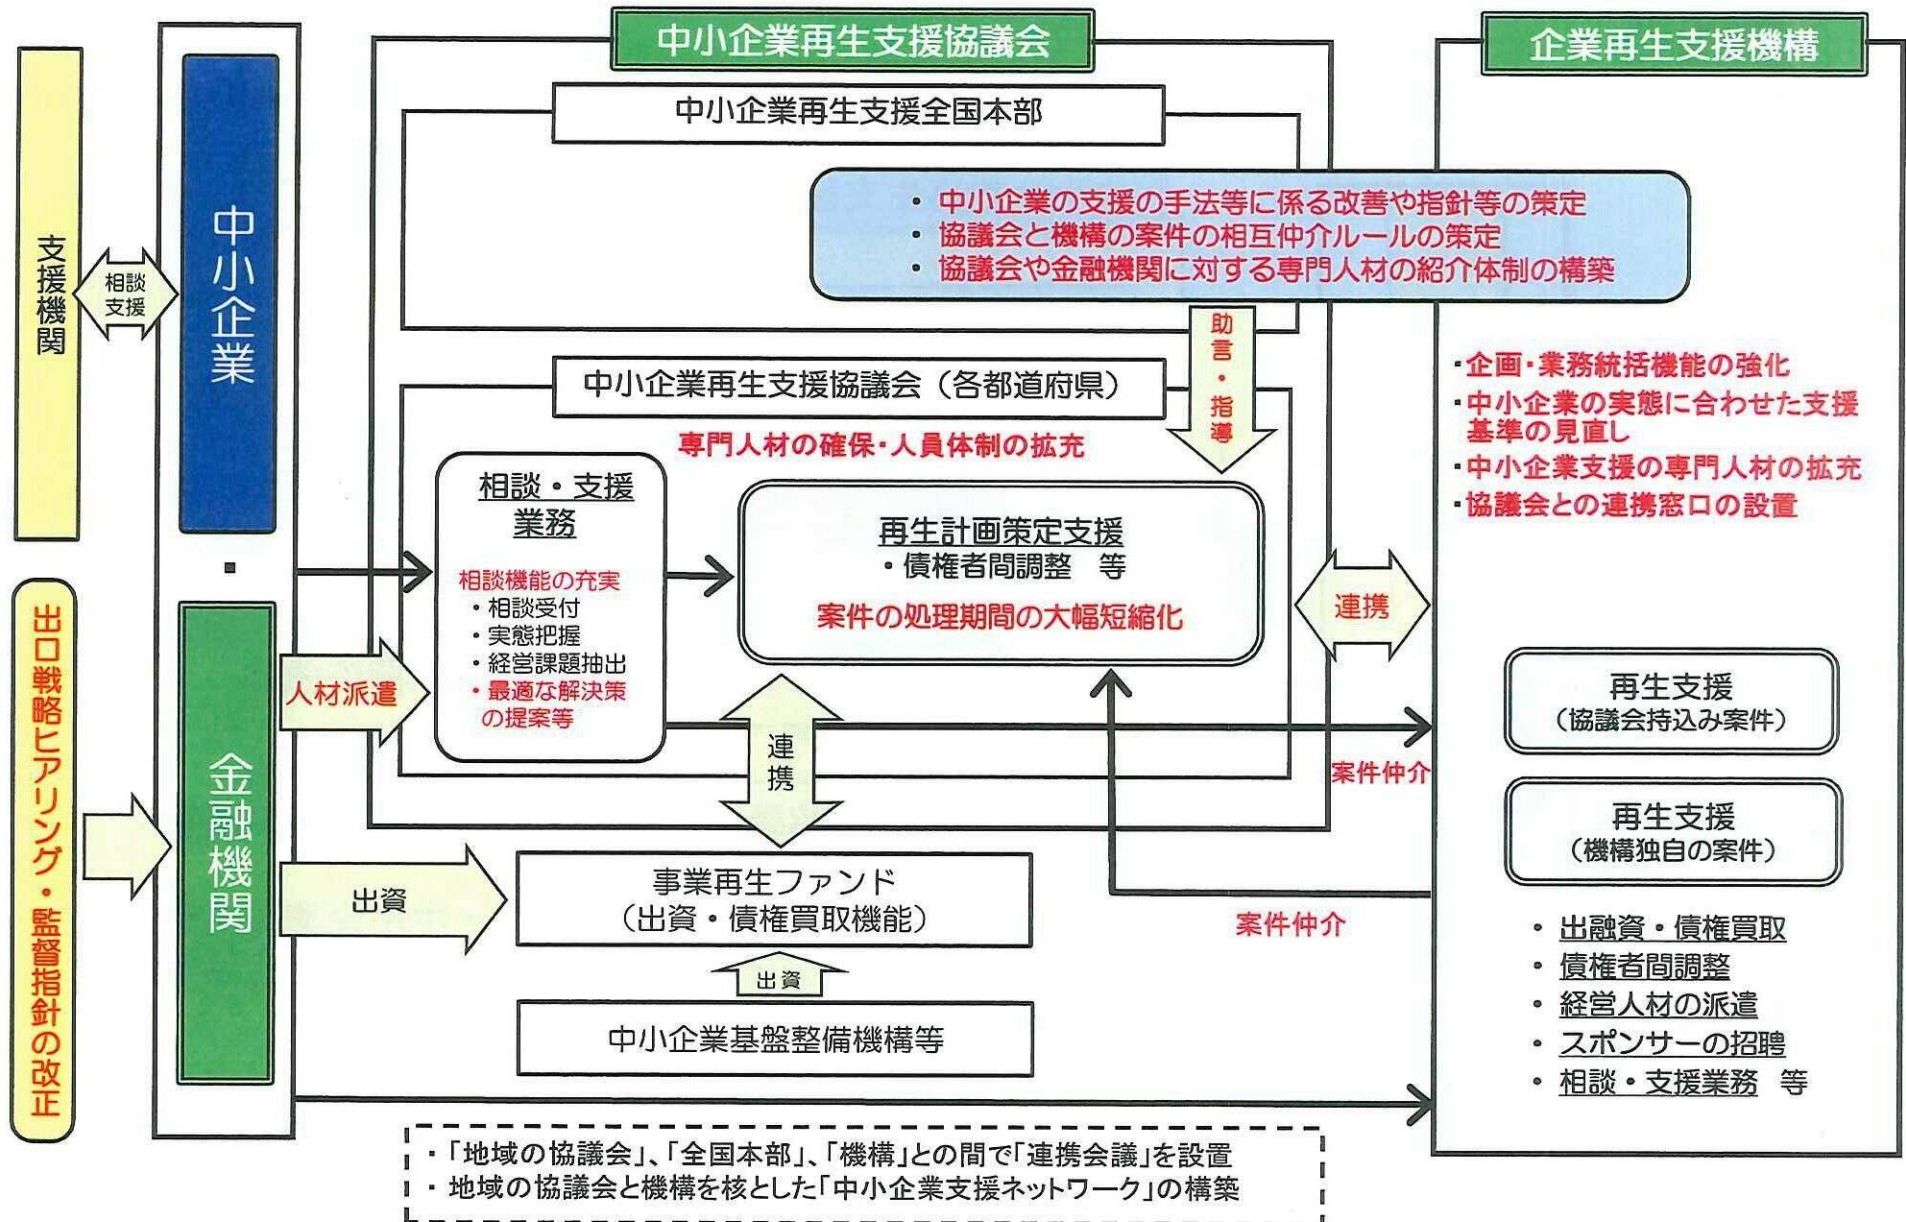 中小企業再生支援協議会
企業再生支援機構
中小企業再生支援全国本部
・ 中小企業の支援の手法等に係る改善や指針等の策定
・ 協議会と機構の案件の相互仲介ルールの策定
・ 協議会や金融機関に対する専門人材の紹介体制の構築
支援機関
相談
支援
中小企業
・
金融機関
出口戦略ヒアリング・監督指針の改正
助言・指導
中小企業再生支援協議会（各都道府県）
専門人材の確保・人員体制の拡充
相談・支援
業務
相談機能の充実
・相談受付
・実態把握
・経営課題抽出
・最適な解決策
の提案等
再生計画策定支援
・債権者間調整　等
案件の処理期間の大幅短縮化
人材派遣
連携
連携
案件仲介
案件仲介
出資
事業再生ファンド
（出資・債権買取機能）
出資
中小企業基盤整備機構等
・企画・業務統括機能の強化
・中小企業の実態に合わせた支援
基準の見直し
・中小企業支援の専門人材の拡充
・協議会との連携窓口の設置
再生支援
（協議会持込み案件）
再生支援
（機構独自の案件）
・ 出融資・債権買取
・ 債権者間調整
・ 経営人材の派遣
・ スポンサーの招聘
・ 相談・支援業務　等
・「地域の協議会」、「全国本部」、「機構」との間で「連携会議」を設置
・地域の協議会と機構を核とした「中小企業支援ネットワーク」の構築